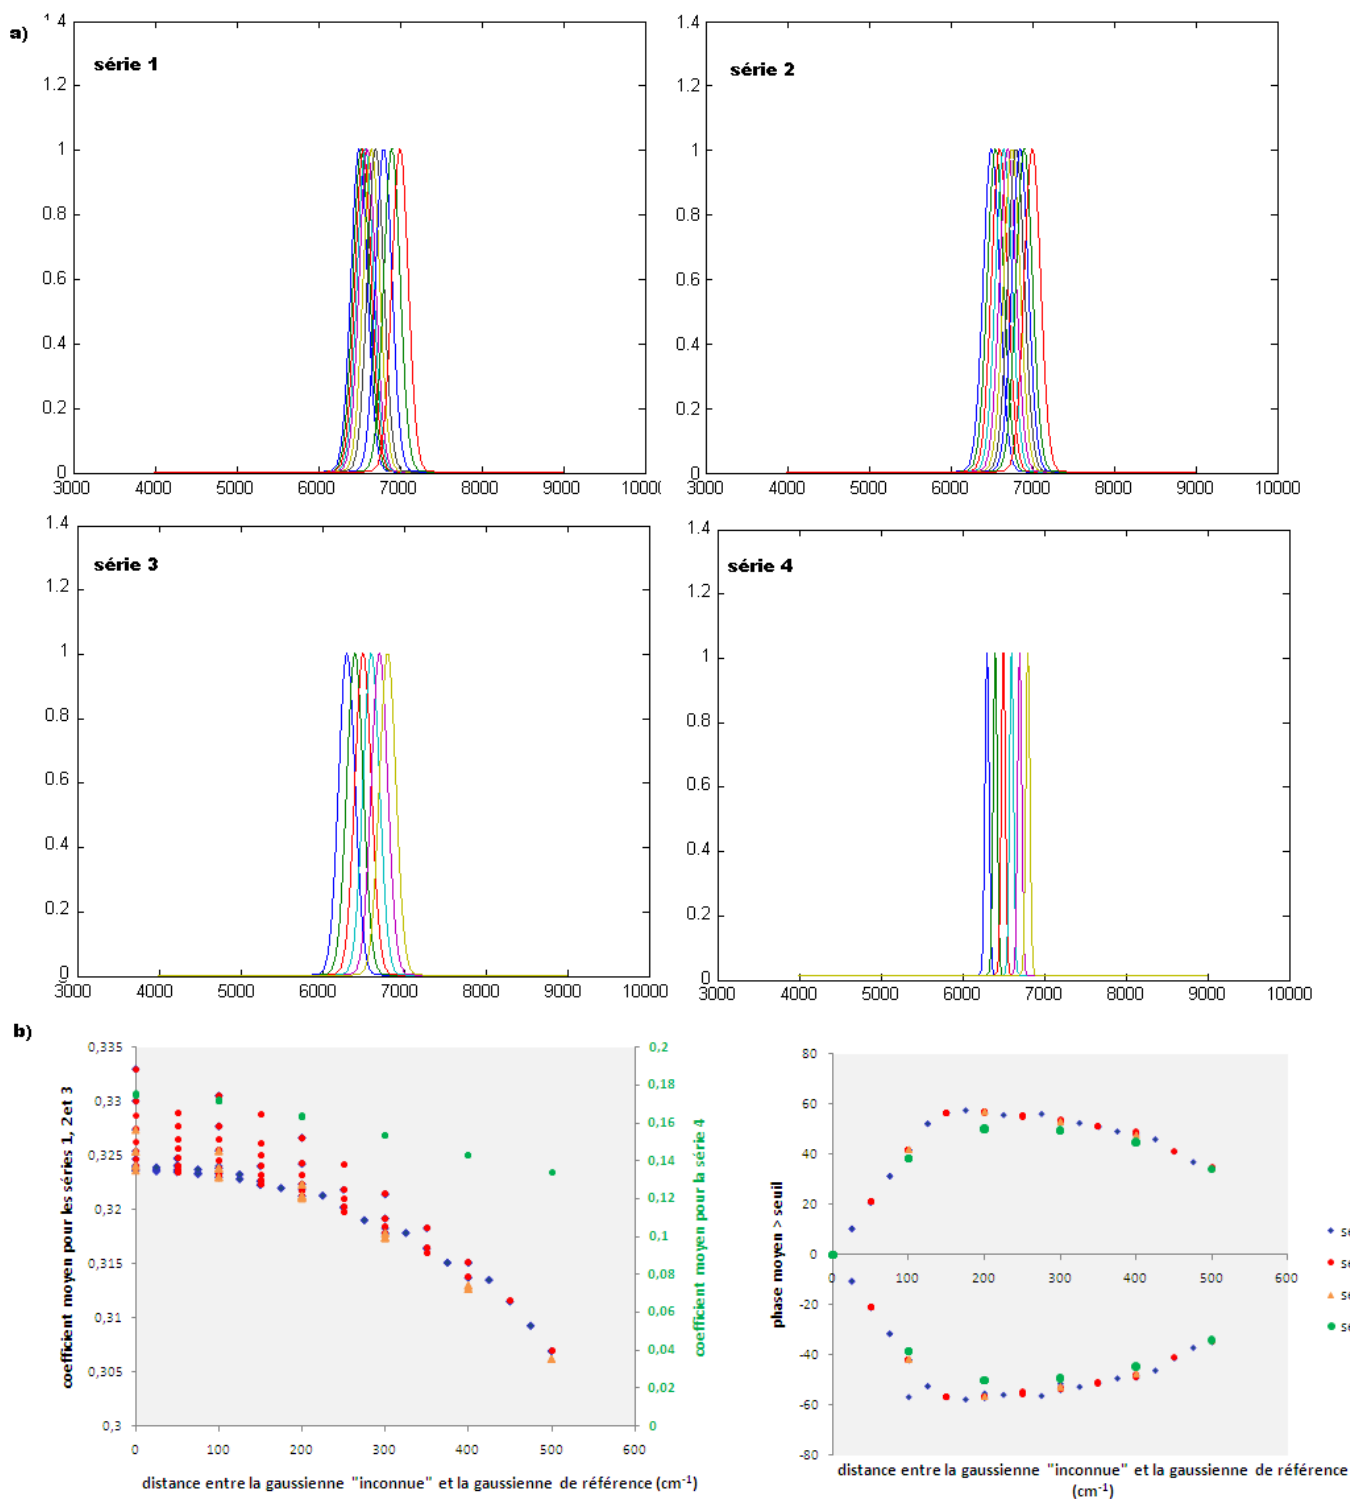 a)
1.4
série 1
1.2
1
0.8
0.6
0.4
0.2
0
3000 4000 5000 6000 7000 8000 9000 1000
1.4
série 2
1.2
1
0.8
0.6
0.4
0.2
0
3000 4000 5000 6000 7000 8000 9000 10000
1.4
série 3
1.2
1
0.8
0.6
0.4
0.2
0
3000 4000 5000 6000 7000 8000 9000 10000
1.4
série 4
1.2
1
0.8
0.6
0.4
0.2
0
3000 4000 5000 6000 7000 8000 9000 10000
b)
coefficient moyen pour les séries 1, 2 et 3
0,335
0,33
0,325
0,32
0,315
0,31
0,305
0,3
0,2
0,18
0,16
0,14
0,12
0,1
0,08
0,06
0,04
0,02
0
coefficient moyen pour la série 4
0 100 200 300 400 500 600
distance entre la gaussienne "inconnue" et la gaussienne de référence (cm⁻¹)
phase moyen > seuil
80
60
40
20
0
-20
-40
-60
-80
0 100 200 300 400 500 600
sé
sé
sé
sé
distance entre la gaussienne "inconnue" et la gaussienne de référence
(cm⁻¹)